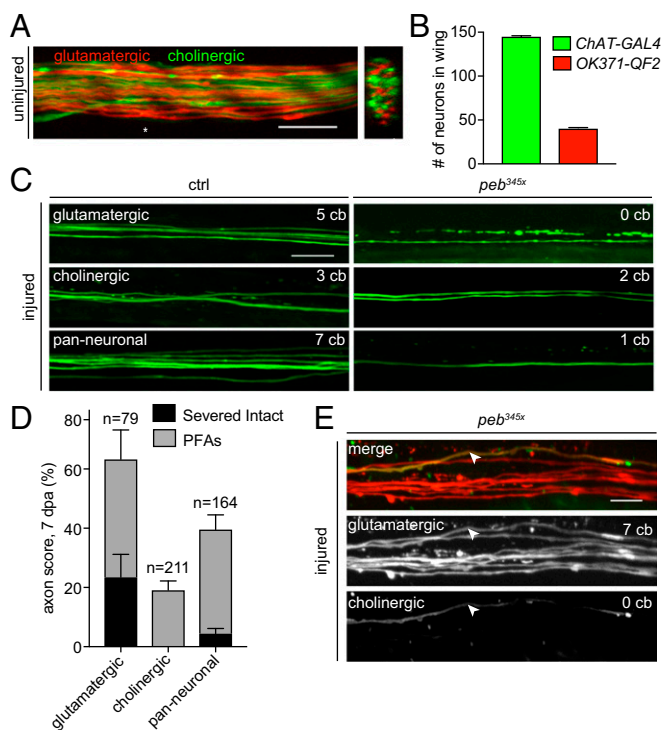 A
glutamatergic cholinergic
uninjured
*
B
# of neurons in wing
150
100
50
0
ChAT-GAL4
OK371-QF2
C
ctrl
peb345x
injured
glutamatergic
5 cb
0 cb
cholinergic
3 cb
2 cb
pan-neuronal
7 cb
1 cb
D
axon score, 7 dpa (%)
80
60
40
20
0
n=79
n=211
n=164
Severed Intact
PFAs
glutamatergic
cholinergic
pan-neuronal
E
peb345x
injured
merge
glutamatergic
7 cb
cholinergic
0 cb